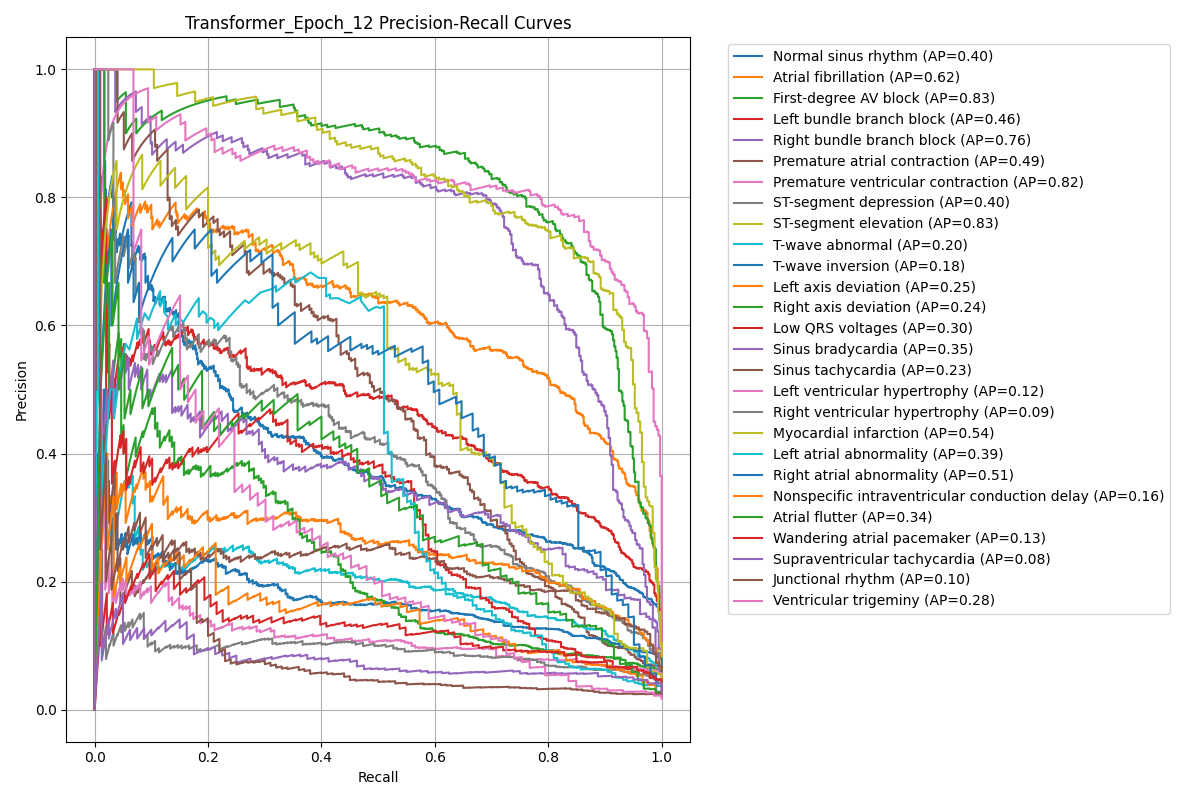 Transformer_Epoch_12 Precision-Recall Curves
1.0
0.8
0.6
0.4
0.2
0.0
Precision
0.0 0.2 0.4 0.6 0.8 1.0
Recall
Normal sinus rhythm (AP=0.40)
Atrial fibrillation (AP=0.62)
First-degree AV block (AP=0.83)
Left bundle branch block (AP=0.46)
Right bundle branch block (AP=0.76)
Premature atrial contraction (AP=0.49)
Premature ventricular contraction (AP=0.82)
ST-segment depression (AP=0.40)
ST-segment elevation (AP=0.83)
T-wave abnormal (AP=0.20)
T-wave inversion (AP=0.18)
Left axis deviation (AP=0.25)
Right axis deviation (AP=0.24)
Low QRS voltages (AP=0.30)
Sinus bradycardia (AP=0.35)
Sinus tachycardia (AP=0.23)
Left ventricular hypertrophy (AP=0.12)
Right ventricular hypertrophy (AP=0.09)
Myocardial infarction (AP=0.54)
Left atrial abnormality (AP=0.39)
Right atrial abnormality (AP=0.51)
Nonspecific intraventricular conduction delay (AP=0.16)
Atrial flutter (AP=0.34)
Wandering atrial pacemaker (AP=0.13)
Supraventricular tachycardia (AP=0.08)
Junctional rhythm (AP=0.10)
Ventricular trigeminy (AP=0.28)